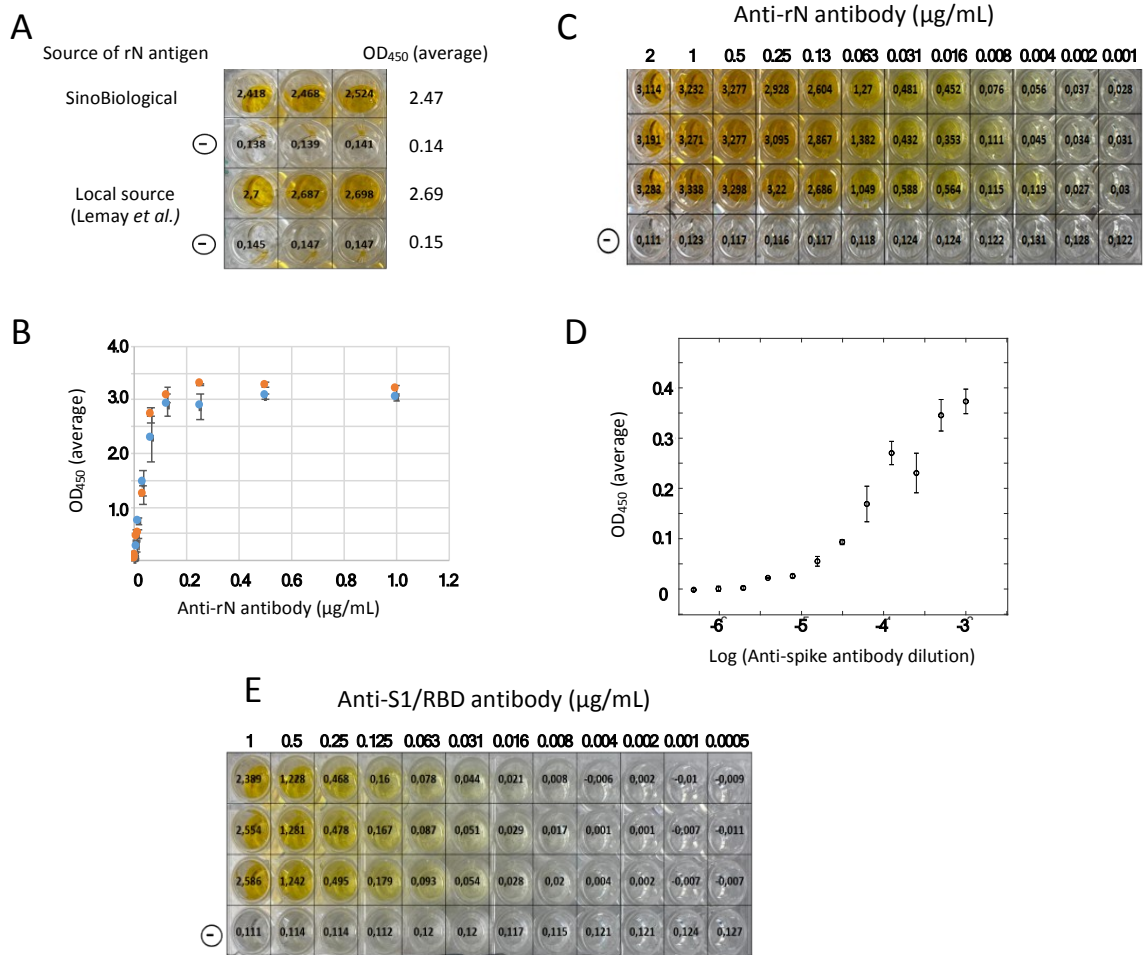 A
Source of rN antigen OD450 (average)
SinoBiological 2,418 2,468 2,524 2.47
- 0,138 0,139 0,141 0.14
Local source
(Lemay et al.) 2,7 2,687 2,698 2.69
- 0,145 0,147 0,147 0.15
C
Anti-rN antibody (µg/mL)
2 1 0.5 0.25 0.13 0.063 0.031 0.016 0.008 0.004 0.002 0.001
3,114 3,232 3,277 2,928 2,604 1,27 0,481 0,452 0,076 0,056 0,037 0,028
3,191 3,271 3,277 3,095 2,867 1,382 0,432 0,353 0,111 0,045 0,034 0,031
3,283 3,338 3,298 3,22 2,686 1,049 0,588 0,564 0,115 0,119 0,027 0,03
- 0,111 0,123 0,117 0,116 0,117 0,118 0,124 0,124 0,122 0,131 0,128 0,122
B
OD450 (average)
4.0
3.0
2.0
1.0
0 0.2 0.4 0.6 0.8 1.0 1.2
Anti-rN antibody (µg/mL)
D
OD450 (average)
0.4
0.3
0.2
0.1
0
-6 -5 -4 -3
Log (Anti-spike antibody dilution)
E
Anti-S1/RBD antibody (µg/mL)
1 0.5 0.25 0.125 0.063 0.031 0.016 0.008 0.004 0.002 0.001 0.0005
2,389 1,228 0,468 0,16 0,078 0,044 0,021 0,008 -0,006 0,002 -0,01 -0,009
2,554 1,281 0,478 0,167 0,087 0,051 0,029 0,017 0,001 0,001 -0,007 -0,011
2,586 1,242 0,495 0,179 0,093 0,054 0,028 0,02 0,004 0,002 -0,007 -0,007
- 0,111 0,114 0,114 0,112 0,12 0,12 0,117 0,115 0,121 0,121 0,124 0,127